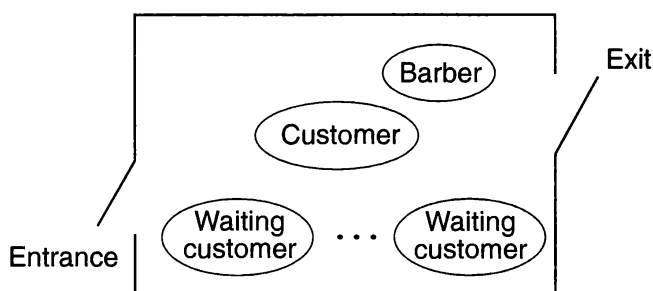 Barber
Exit
Customer
Waiting
customer
...
Waiting
customer
Entrance